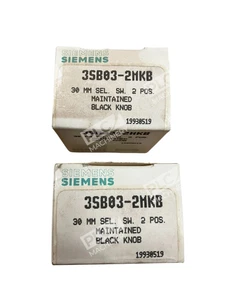 SIEMENS
3SB03-2MKB
30 MM SEL. SW. 2 POS.
MAINTAINED
BLACK KNOB
19930519
SIEMENS
3SB03-2MKB
30 MM SEL. SW. 2 POS.
MAINTAINED
BLACK KNOB
19930519